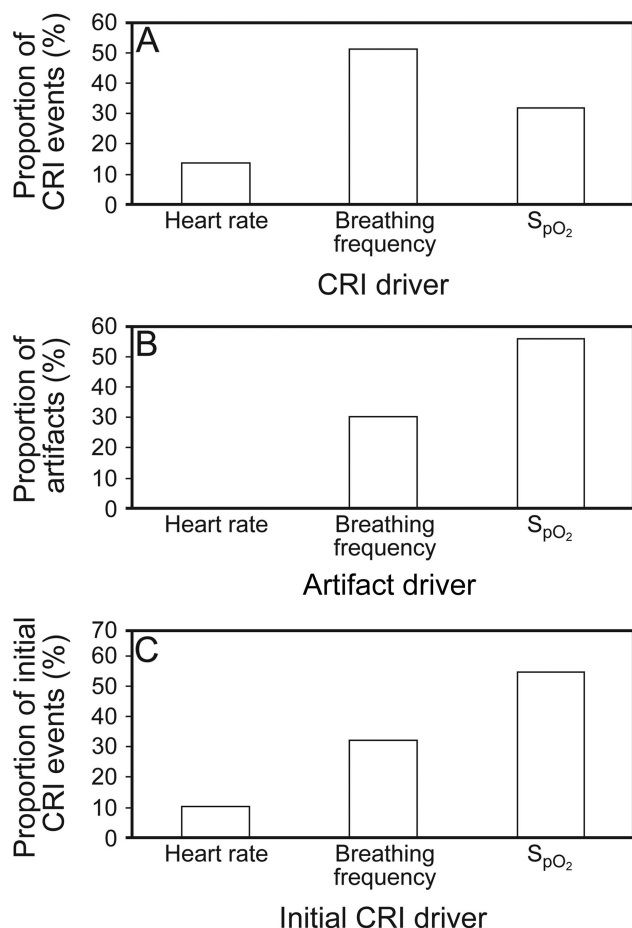 A
Proportion of
CRI events (%)
60
50
40
30
20
10
0
Heart rate
Breathing
frequency
SpO2
CRI driver
B
Proportion of
artifacts (%)
60
50
40
30
20
10
0
Heart rate
Breathing
frequency
SpO2
Artifact driver
C
Proportion of initial
CRI events (%)
70
60
50
40
30
20
10
0
Heart rate
Breathing
frequency
SpO2
Initial CRI driver